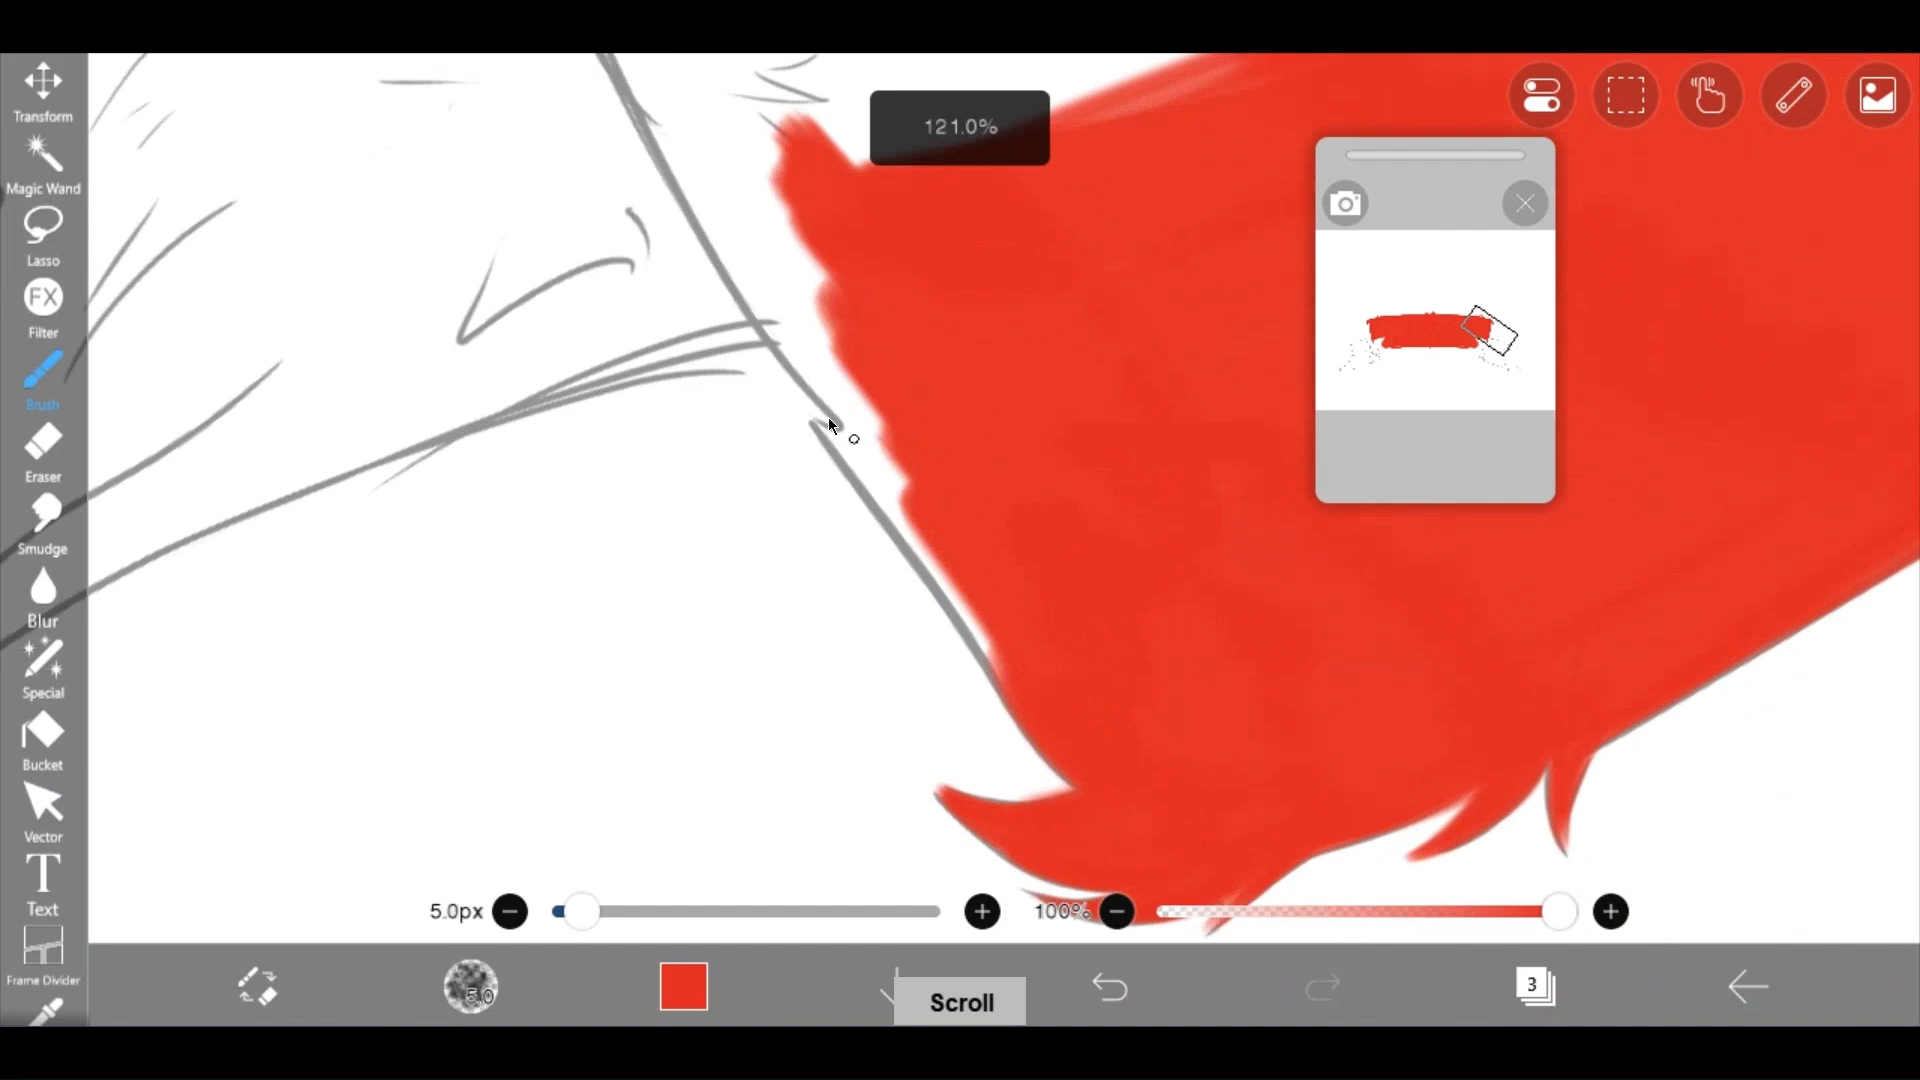 Transform
Magic Wand
Lasso
FX
Filter
Brush
Eraser
Smudge
Blur
Special
Bucket
Vector
T
Text
Frame Divider
121.0%
5.0px
100%
5.0
Scroll
3